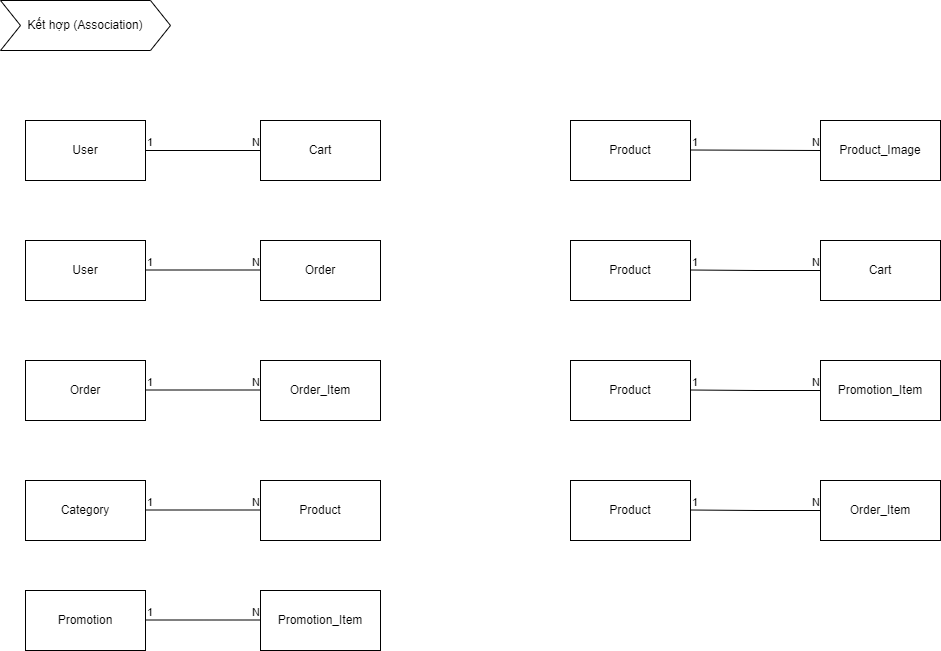 Kết hợp (Association)
User 1 N Cart
Product 1 N Product_Image
User 1 N Order
Product 1 N Cart
Order 1 N Order_Item
Product 1 N Promotion_Item
Category 1 N Product
Product 1 N Order_Item
Promotion 1 N Promotion_Item